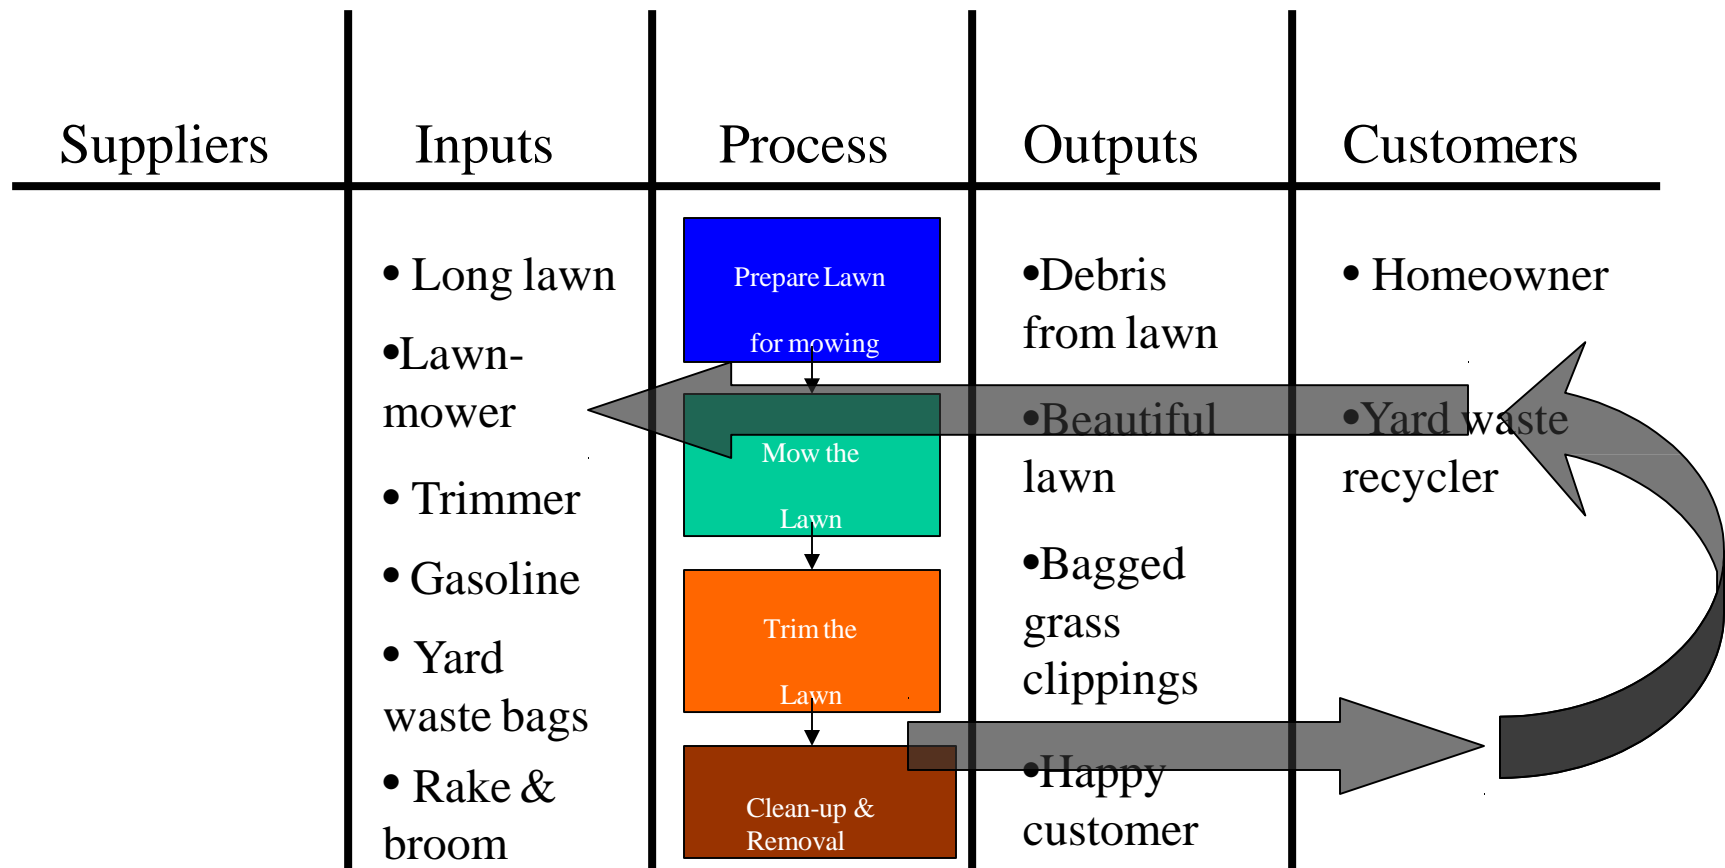 Suppliers
Inputs
Process
Outputs
Customers
• Long lawn
•Lawn-
mower
• Trimmer
• Gasoline
• Yard
waste bags
• Rake &
broom
Prepare Lawn
for mowing
Mow the
Lawn
Trim the
Lawn
Clean-up &
Removal
•Debris
from lawn
•Beautiful
lawn
•Bagged
grass
clippings
•Happy
customer
• Homeowner
•Yard waste
recycler